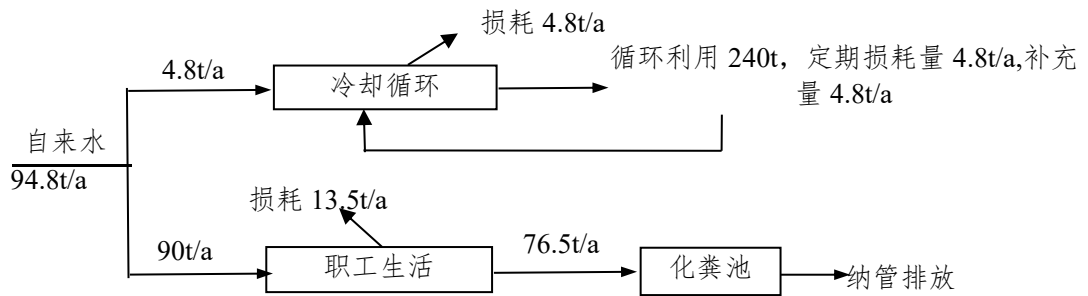 损耗 4.8t/a
4.8t/a
冷却循环
循环利用 240t，定期损耗量 4.8t/a,补充
量 4.8t/a
自来水
94.8t/a
损耗 13.5t/a
90t/a
职工生活
76.5t/a
化粪池
纳管排放